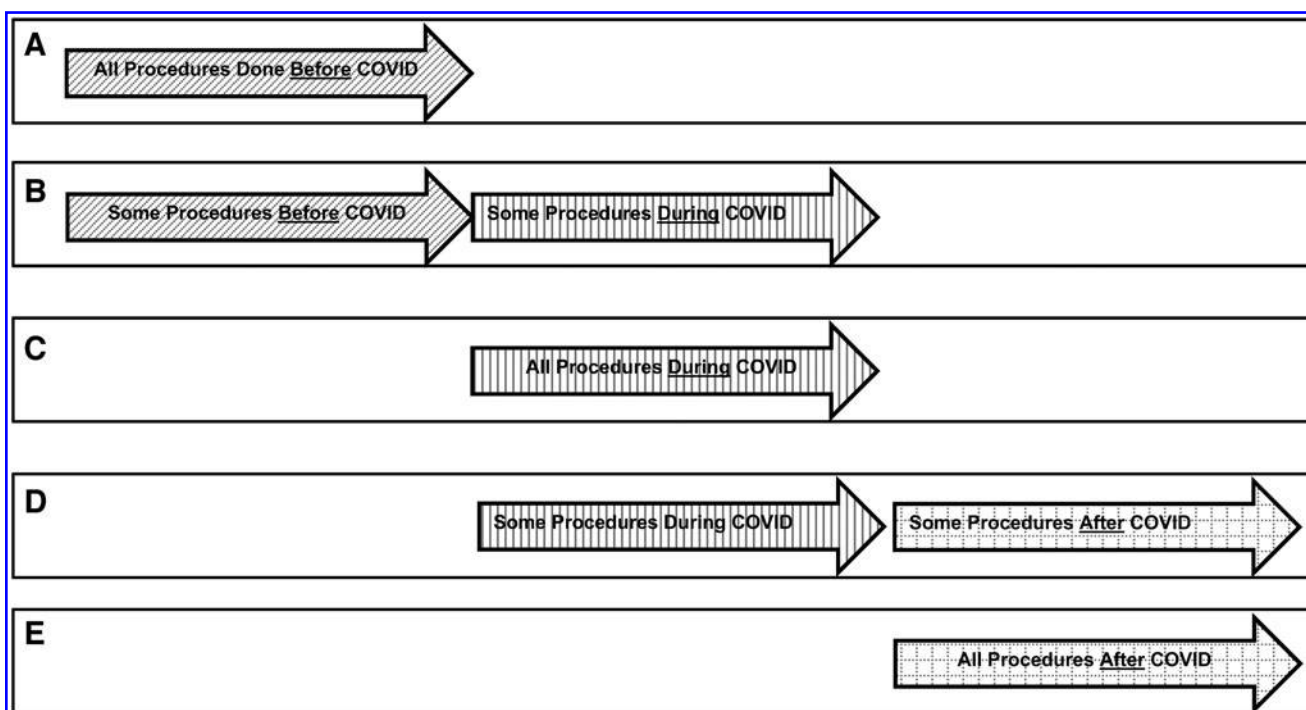 A
All Procedures Done Before COVID
B
Some Procedures Before COVID
Some Procedures During COVID
C
All Procedures During COVID
D
Some Procedures During COVID
Some Procedures After COVID
E
All Procedures After COVID